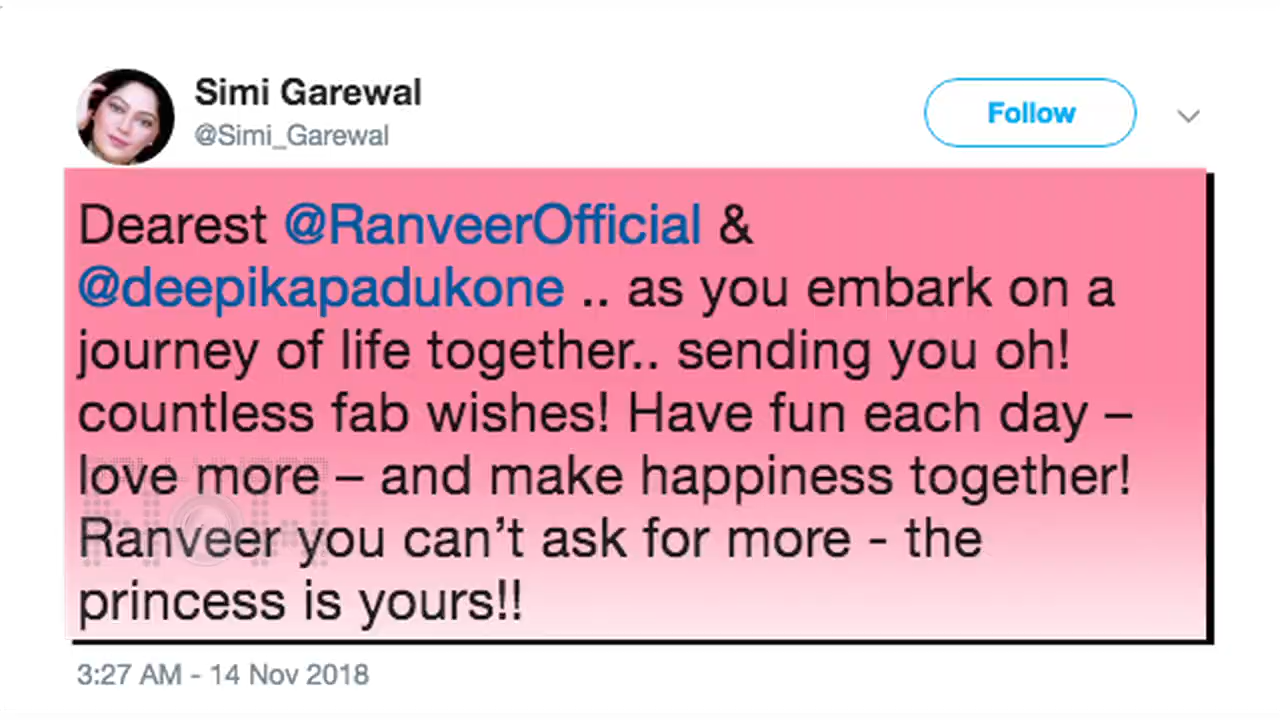 Simi Garewal
@Simi_Garewal
Follow
Dearest @RanveerOfficial &
@deepikapadukone .. as you embark on a
journey of life together.. sending you oh!
countless fab wishes! Have fun each day –
love more – and make happiness together!
Ranveer you can’t ask for more - the
princess is yours!!
3:27 AM - 14 Nov 2018